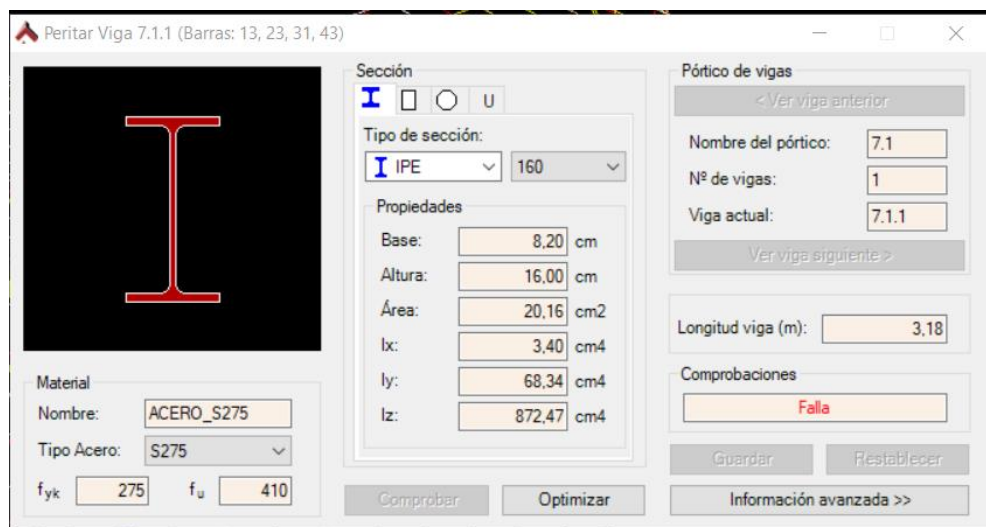 Peritar Viga 7.1.1 (Barras: 13, 23, 31, 43)
Sección
U
Tipo de sección:
IPE 160
Propiedades
Base: 8,20 cm
Altura: 16,00 cm
Área: 20,16 cm2
Ix: 3,40 cm4
Iy: 68,34 cm4
Iz: 872,47 cm4
Material
Nombre: ACERO_S275
Tipo Acero: S275
fyk 275 fu 410
Comprobar Optimizar
Pórtico de vigas
< Ver viga anterior
Nombre del pórtico: 7.1
Nº de vigas: 1
Viga actual: 7.1.1
Ver viga siguiente >
Longitud viga (m): 3,18
Comprobaciones
Falla
Guardar Restablecer
Información avanzada >>